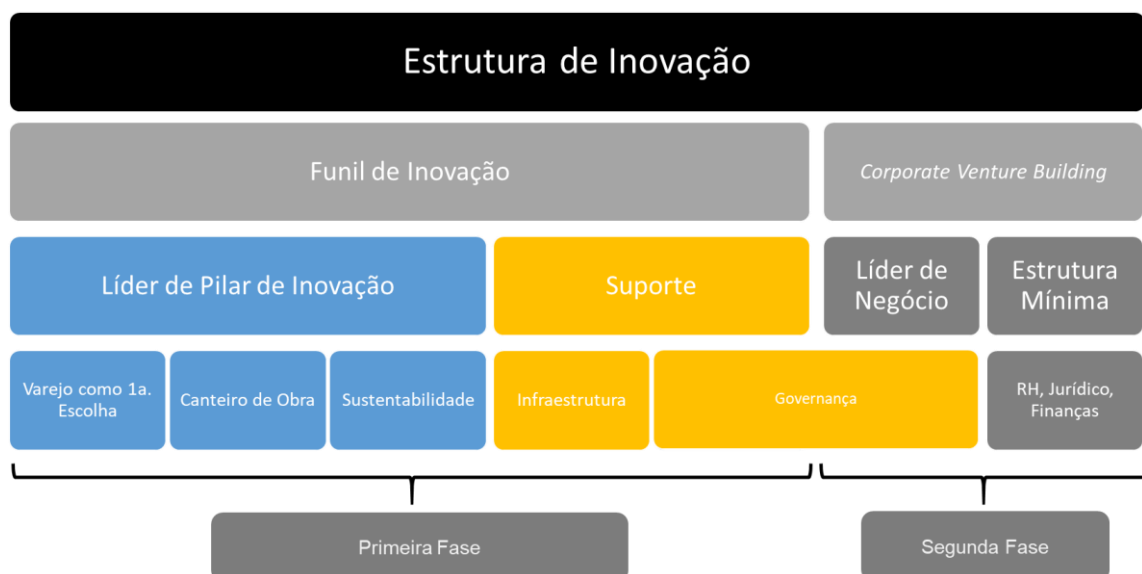 Estrutura de Inovação
Funil de Inovação
Corporate Venture Building
Líder de Pilar de Inovação
Suporte
Líder de
Negócio
Estrutura
Mínima
Varejo como 1a.
Escolha
Canteiro de Obra
Sustentabilidade
Infraestrutura
Governança
RH, Jurídico,
Finanças
Primeira Fase
Segunda Fase